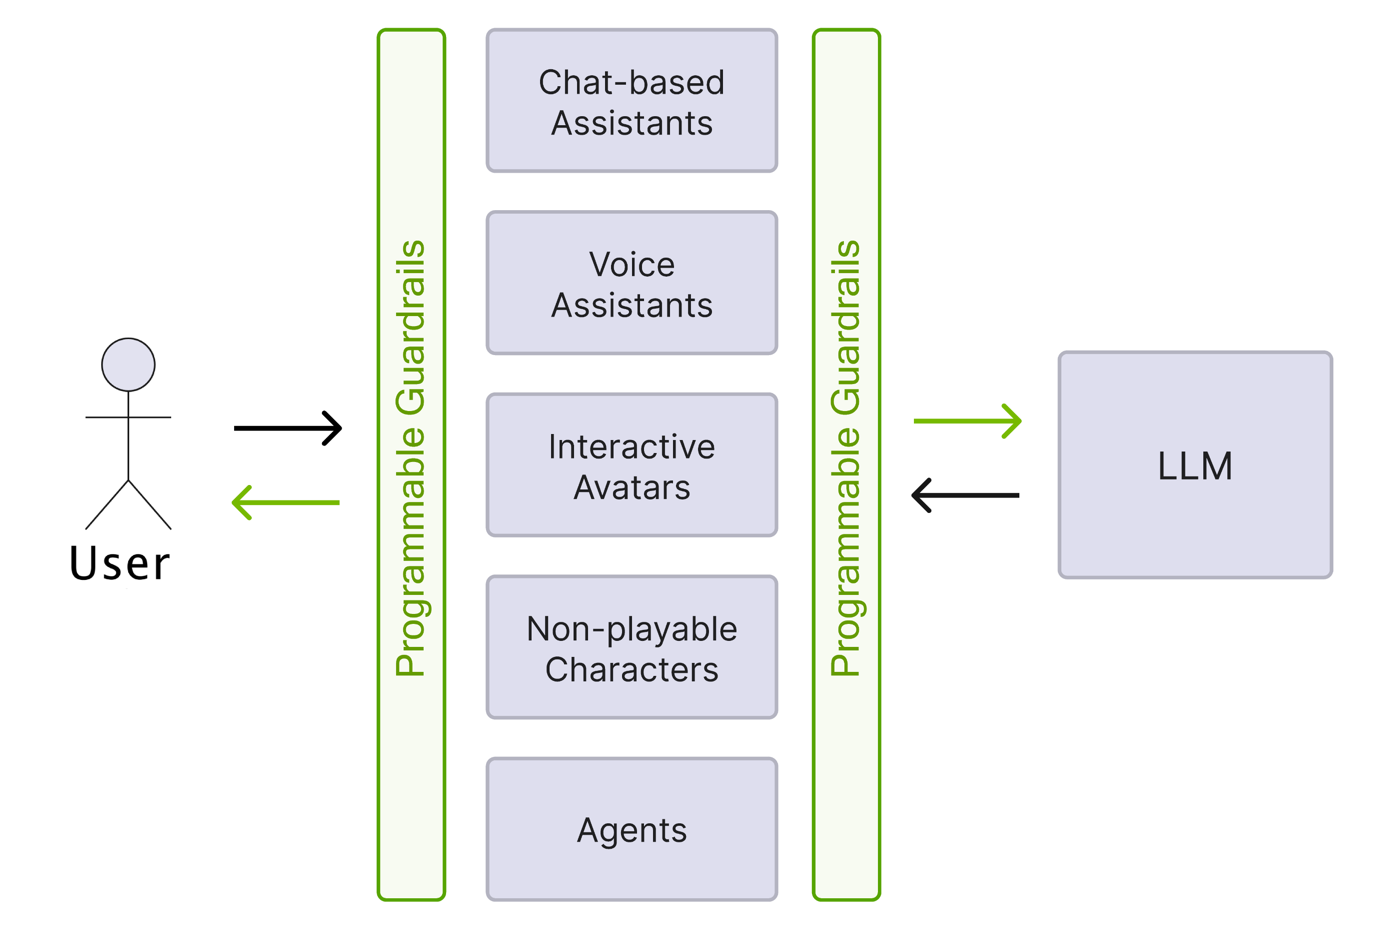 User
Programmable Guardrails
Chat-based
Assistants
Voice
Assistants
Interactive
Avatars
Non-playable
Characters
Agents
Programmable Guardrails
LLM